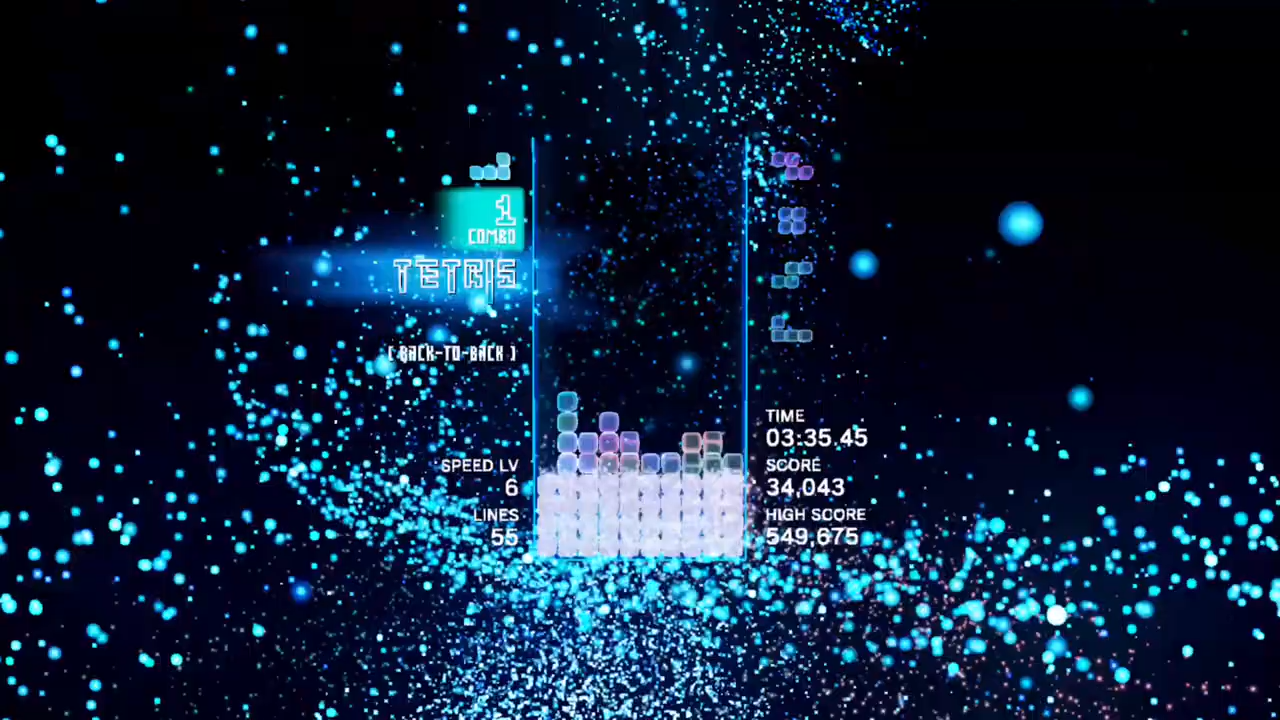 1
COMBO
TETRIS
[ BACK-TO-BACK ]
SPEED LV
6
LINES
55
TIME
03:35.45
SCORE
34,043
HIGH SCORE
549,675